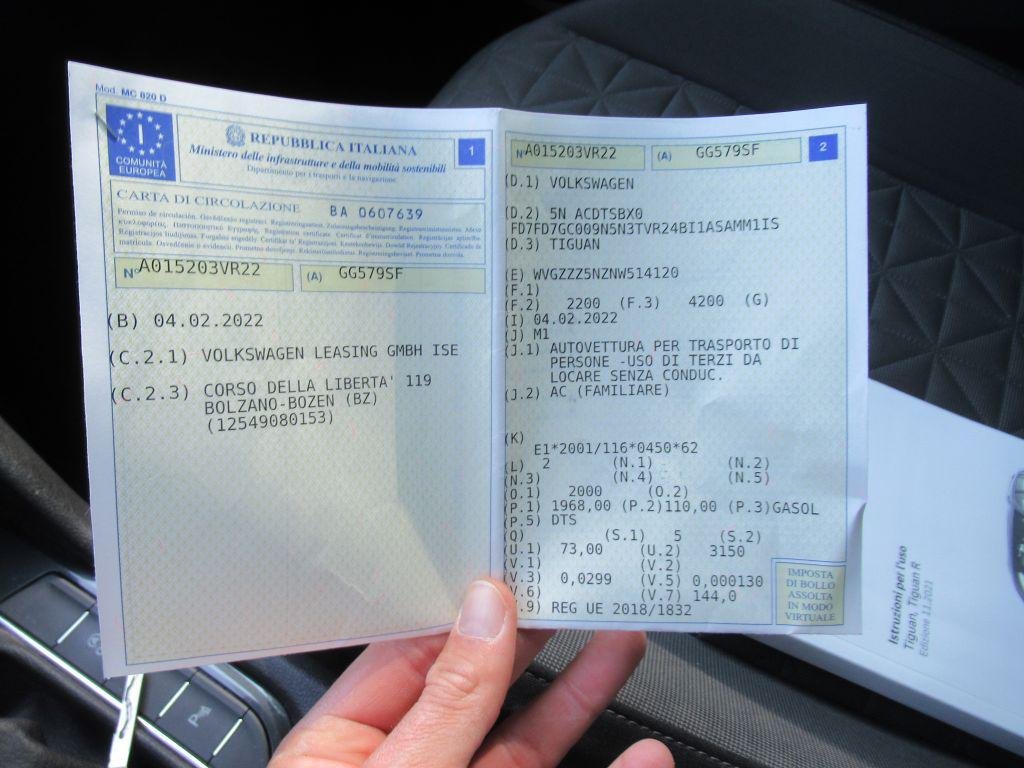 Mod. MC 820 D
COMUNITÀ
EUROPEA
I
REPUBBLICA ITALIANA
Ministero delle infrastrutture e della mobilità sostenibili
Dipartimento per i trasporti e la navigazione
1
CARTA DI CIRCOLAZIONE BA 0607639
N° A015203VR22 (A) GG579SF
(B) 04.02.2022
(C.2.1) VOLKSWAGEN LEASING GMBH ISE
(C.2.3) CORSO DELLA LIBERTA' 119
BOLZANO-BOZEN (BZ)
(12549080153)
N° A015203VR22 (A) GG579SF 2
(D.1) VOLKSWAGEN
(D.2) 5N ACDTSBX0
FD7FD7GC009N5N3TVR24BI1ASAMM1IS
(D.3) TIGUAN
(E) WVGZZZ5NZNW514120
(F.1)
(F.2) 2200 (F.3) 4200 (G)
(I) 04.02.2022
(J) M1
(J.1) AUTOVETTURA PER TRASPORTO DI
PERSONE -USO DI TERZI DA
LOCARE SENZA CONDUC.
(J.2) AC (FAMILIARE)
(K)
E1*2001/116*0450*62
(L) 2 (N.1) (N.2)
(N.3) (N.4) (N.5)
(O.1) 2000 (O.2)
(P.1) 1968,00 (P.2)110,00 (P.3)GASOL
(P.5) DTS
(Q) (S.1) 5 (S.2)
(U.1) 73,00 (U.2) 3150
(V.1) (V.2)
(V.3) 0,0299 (V.5) 0,000130
V.6) (V.7) 144,0
.9) REG UE 2018/1832
IMPOSTA
DI BOLLO
ASSOLTA
IN MODO
VIRTUALE
Istruzioni per l'uso
Tiguan, Tiguan R
Edizione 11.2021